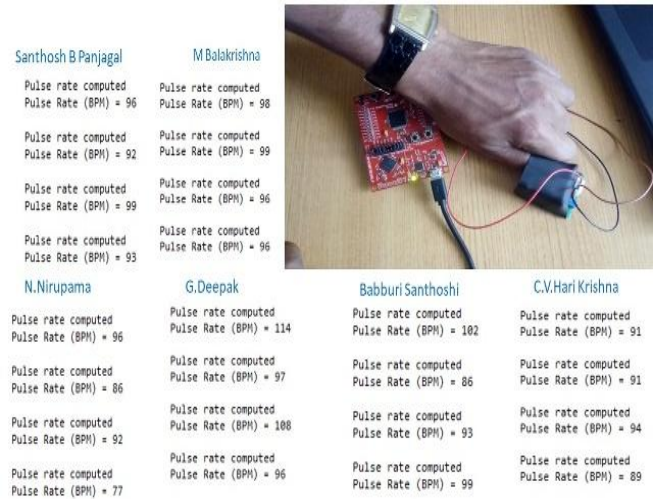 Santhosh B Panjagal
Pulse rate computed
Pulse Rate (BPM) = 96
Pulse rate computed
Pulse Rate (BPM) = 92
Pulse rate computed
Pulse Rate (BPM) = 99
Pulse rate computed
Pulse Rate (BPM) = 93
M Balakrishna
Pulse rate computed
Pulse Rate (BPM) = 98
Pulse rate computed
Pulse Rate (BPM) = 99
Pulse rate computed
Pulse Rate (BPM) = 96
Pulse rate computed
Pulse Rate (BPM) = 96
N.Nirupama
Pulse rate computed
Pulse Rate (BPM) = 96
Pulse rate computed
Pulse Rate (BPM) = 86
Pulse rate computed
Pulse Rate (BPM) = 92
Pulse rate computed
Pulse Rate (BPM) = 77
G.Deepak
Pulse rate computed
Pulse Rate (BPM) = 114
Pulse rate computed
Pulse Rate (BPM) = 97
Pulse rate computed
Pulse Rate (BPM) = 108
Pulse rate computed
Pulse Rate (BPM) = 96
Babburi Santhoshi
Pulse rate computed
Pulse Rate (BPM) = 102
Pulse rate computed
Pulse Rate (BPM) = 86
Pulse rate computed
Pulse Rate (BPM) = 93
Pulse rate computed
Pulse Rate (BPM) = 99
C.V.Hari Krishna
Pulse rate computed
Pulse Rate (BPM) = 91
Pulse rate computed
Pulse Rate (BPM) = 91
Pulse rate computed
Pulse Rate (BPM) = 94
Pulse rate computed
Pulse Rate (BPM) = 89